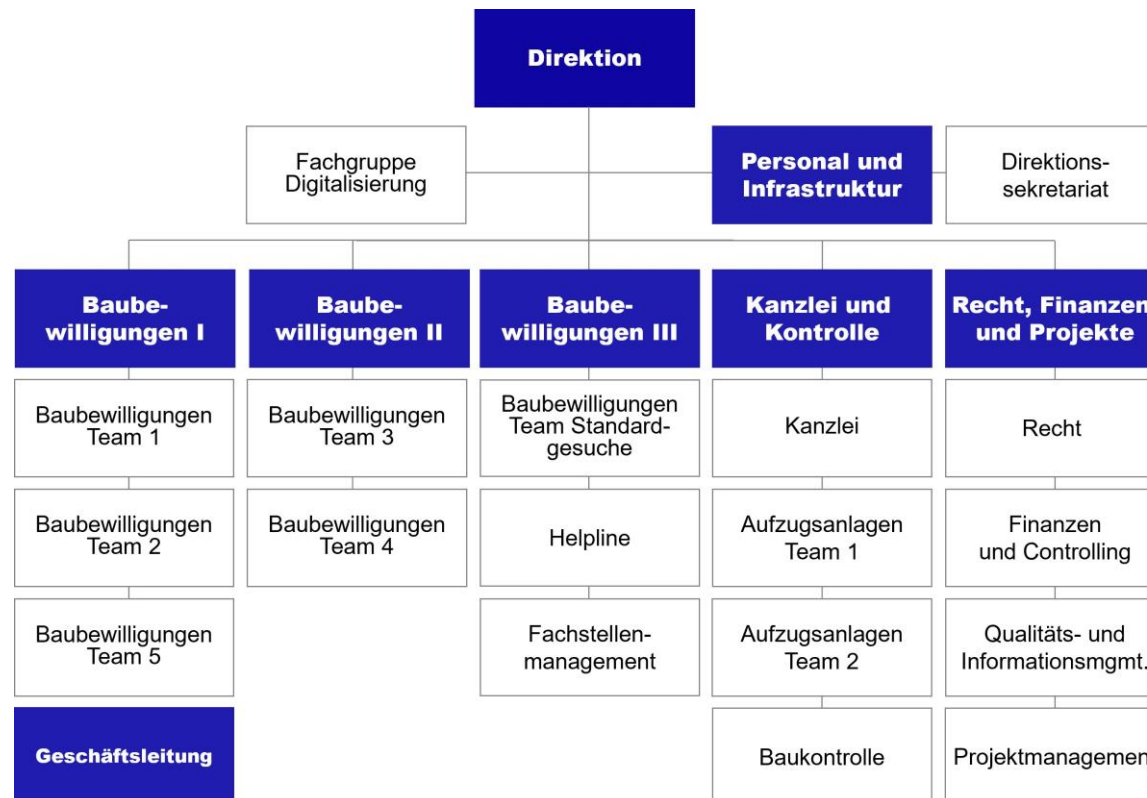 Direktion
Fachgruppe
Digitalisierung
Personal und
Infrastruktur
Direktions-
sekretariat
Baube-
willigungen I
Baube-
willigungen II
Baube-
willigungen III
Kanzlei und
Kontrolle
Recht, Finanzen
und Projekte
Baubewilligungen
Team 1
Baubewilligungen
Team 3
Baubewilligungen
Team Standard-
gesuche
Kanzlei
Recht
Baubewilligungen
Team 2
Baubewilligungen
Team 4
Helpline
Aufzugsanlagen
Team 1
Finanzen
und Controlling
Baubewilligungen
Team 5
Fachstellen-
management
Aufzugsanlagen
Team 2
Qualitäts- und
Informationsmgmt.
Geschäftsleitung
Baukontrolle
Projektmanagemen